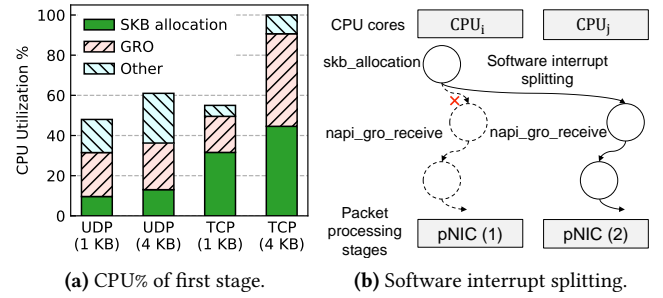 CPU Utilization %
100
80
60
40
20
0
SKB allocation
GRO
Other
UDP
(1 KB)
UDP
(4 KB)
TCP
(1 KB)
TCP
(4 KB)
(a) CPU% of first stage.
CPU cores
CPUi
CPUj
skb_allocation
Software interrupt
splitting
napi_gro_receive
napi_gro_receive
Packet
processing
stages
pNIC (1)
pNIC (2)
(b) Software interrupt splitting.